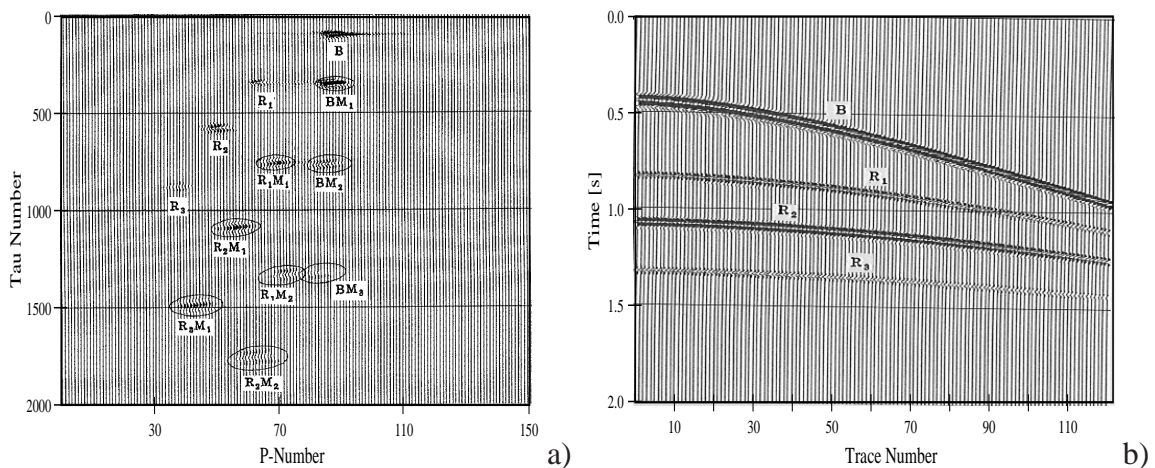 0
500
1000
1500
2000
Tau Number
B
R₁
BM₁
R₂
R₁M₁
BM₂
R₃
R₂M₁
R₁M₂
BM₃
R₃M₁
R₂M₂
30
70
110
150
P-Number
a)
0.0
0.5
1.0
1.5
2.0
Time [s]
B
R₁
R₂
R₃
10
30
50
70
90
110
Trace Number
b)